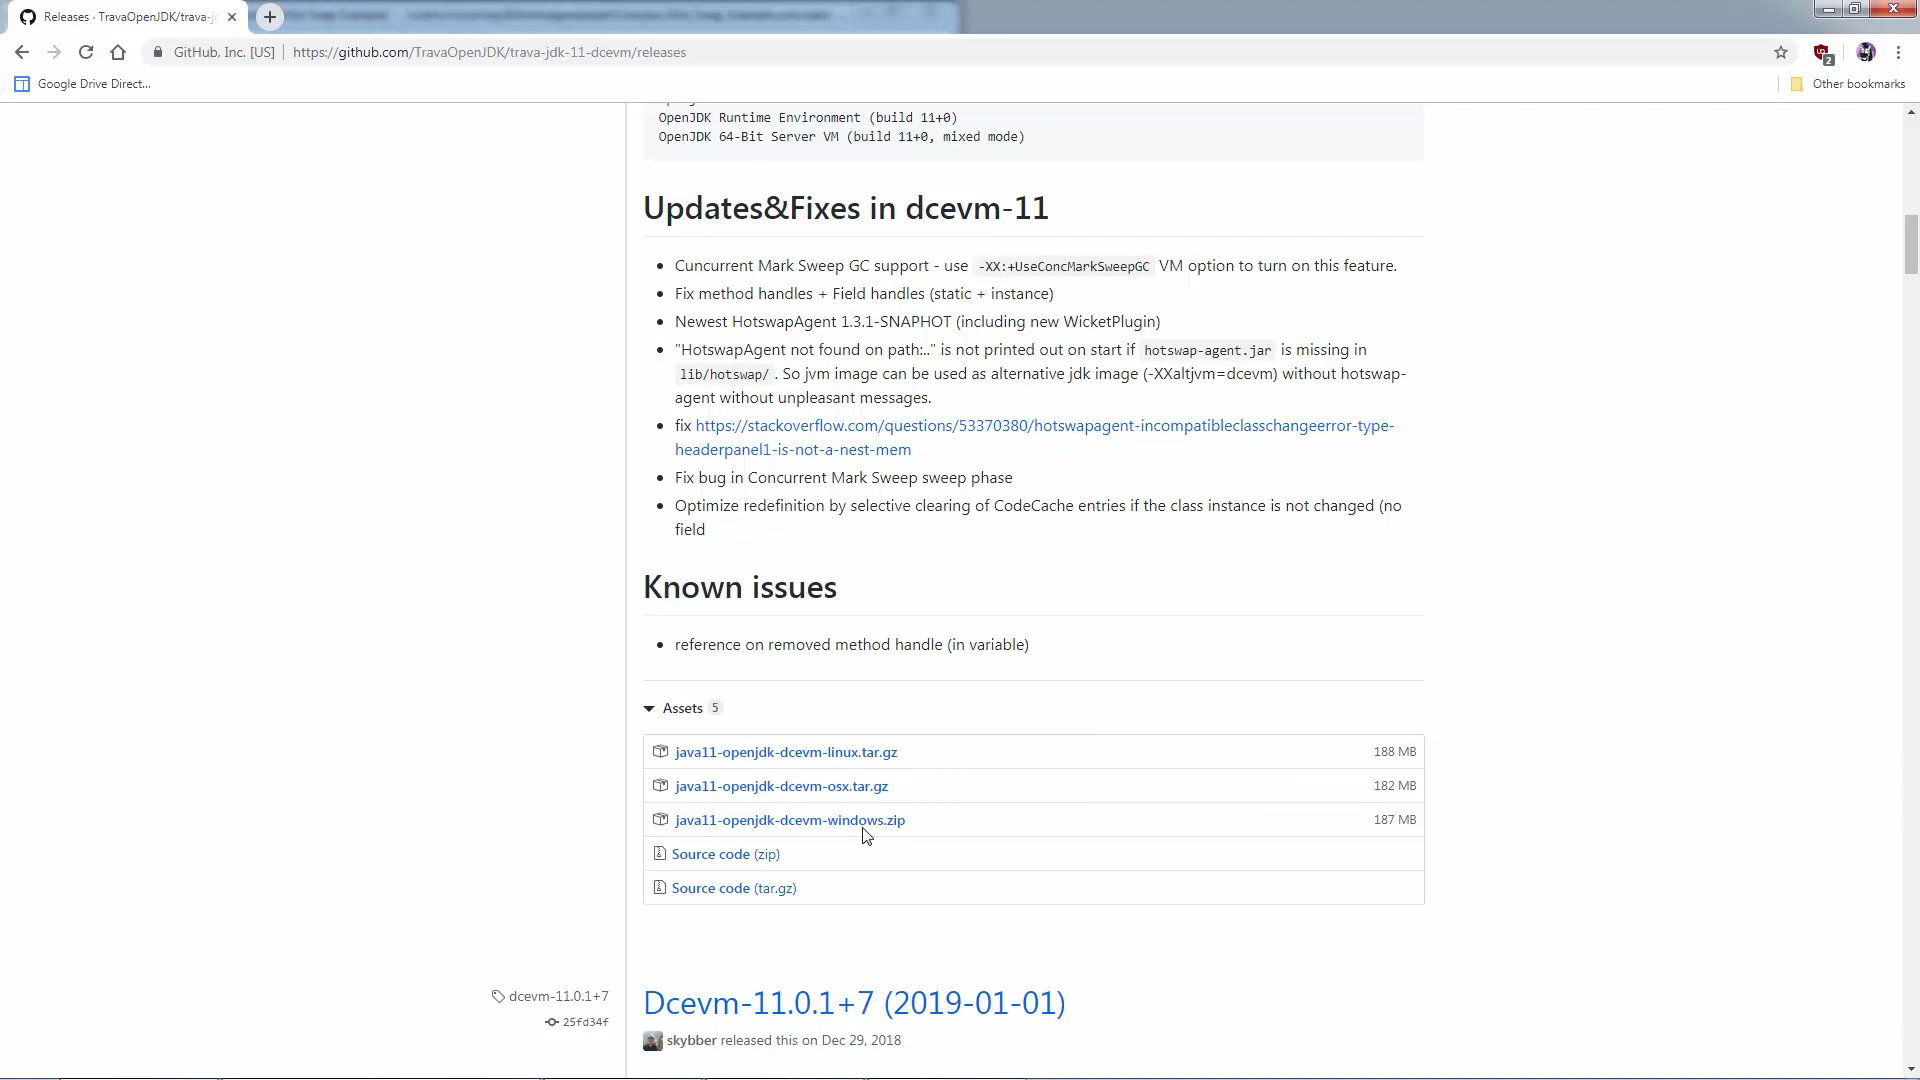 Releases · TravaOpenJDK/trava-j
GitHub, Inc. [US] https://github.com/TravaOpenJDK/trava-jdk-11-dcevm/releases
2
Google Drive Direct...
Other bookmarks
OpenJDK Runtime Environment (build 11+0)
OpenJDK 64-Bit Server VM (build 11+0, mixed mode)
Updates&Fixes in dcevm-11
Cuncurrent Mark Sweep GC support - use -XX:+UseConcMarkSweepGC VM option to turn on this feature.
Fix method handles + Field handles (static + instance)
Newest HotswapAgent 1.3.1-SNAPHOT (including new WicketPlugin)
"HotswapAgent not found on path:.." is not printed out on start if hotswap-agent.jar is missing in
lib/hotswap/ . So jvm image can be used as alternative jdk image (-XXaltjvm=dcevm) without hotswap-
agent without unpleasant messages.
fix https://stackoverflow.com/questions/53370380/hotswapagent-incompatibleclasschangeerror-type-
headerpanel1-is-not-a-nest-mem
Fix bug in Concurrent Mark Sweep sweep phase
Optimize redefinition by selective clearing of CodeCache entries if the class instance is not changed (no
field
Known issues
reference on removed method handle (in variable)
Assets 5
java11-openjdk-dcevm-linux.tar.gz 188 MB
java11-openjdk-dcevm-osx.tar.gz 182 MB
java11-openjdk-dcevm-windows.zip 187 MB
Source code (zip)
Source code (tar.gz)
dcevm-11.0.1+7
25fd34f
Dcevm-11.0.1+7 (2019-01-01)
skybber released this on Dec 29, 2018